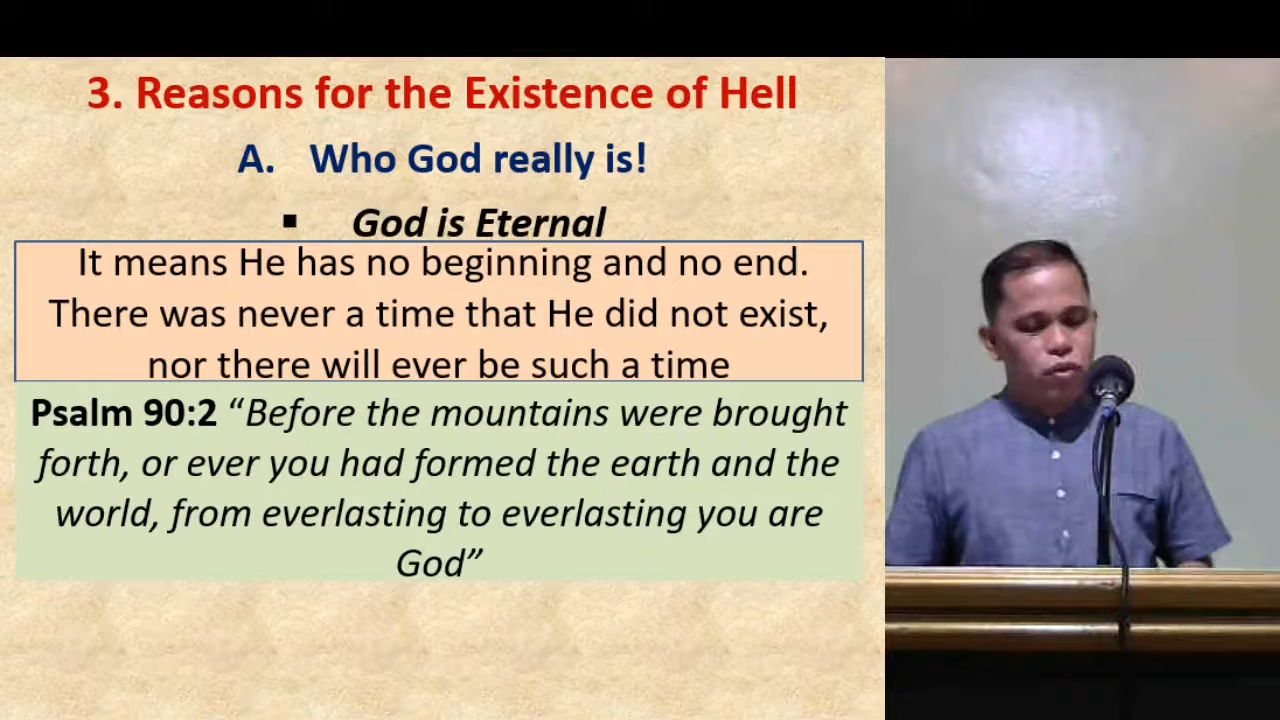 3. Reasons for the Existence of Hell
A. Who God really is!
▪ God is Eternal
It means He has no beginning and no end.
There was never a time that He did not exist,
nor there will ever be such a time
Psalm 90:2 “Before the mountains were brought
forth, or ever you had formed the earth and the
world, from everlasting to everlasting you are
God”